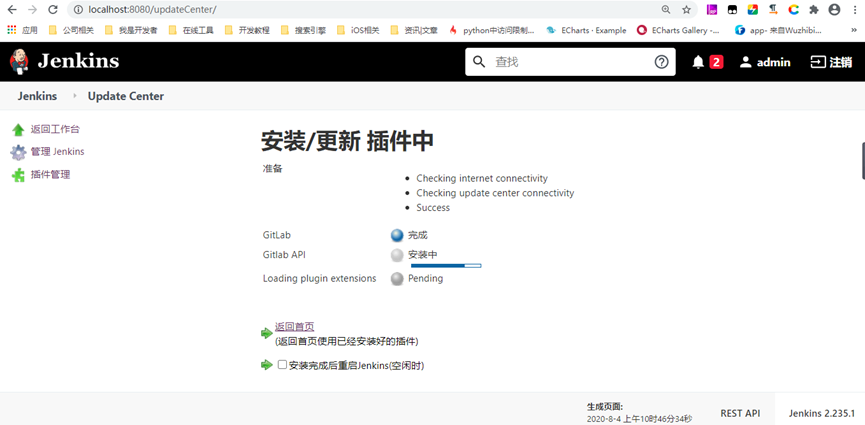 localhost:8080/updateCenter/
应用 公司相关 我是开发者 在线工具 开发教程 搜索引擎 iOS相关 资讯|文章 python中访问限制... ECharts · Example ECharts Gallery -... app- 来自Wuzhibi... »
Jenkins 查找 2 admin 注销
Jenkins Update Center
返回工作台
管理 Jenkins
插件管理
安装/更新 插件中
准备
Checking internet connectivity
Checking update center connectivity
Success
GitLab 完成
Gitlab API 安装中
Loading plugin extensions Pending
返回首页
(返回首页使用已经安装好的插件)
安装完成后重启Jenkins(空闲时)
生成页面:
2020-8-4 上午10时46分34秒 REST API Jenkins 2.235.1